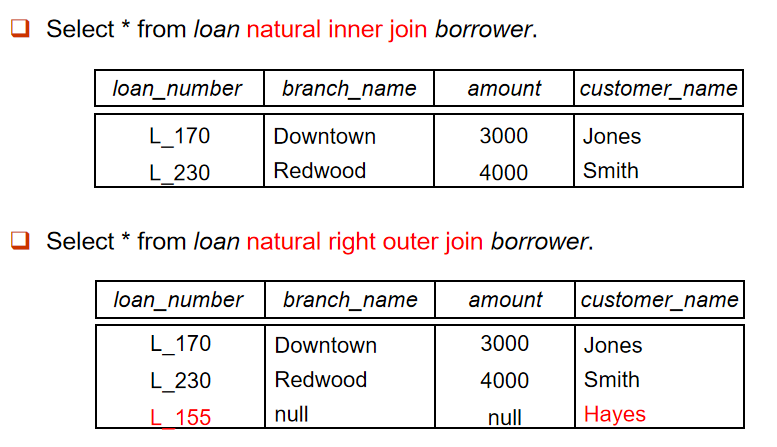 Select * from loan natural inner join borrower.
loan_number branch_name amount customer_name
L_170 Downtown 3000 Jones
L_230 Redwood 4000 Smith
Select * from loan natural right outer join borrower.
loan_number branch_name amount customer_name
L_170 Downtown 3000 Jones
L_230 Redwood 4000 Smith
L_155 null null Hayes